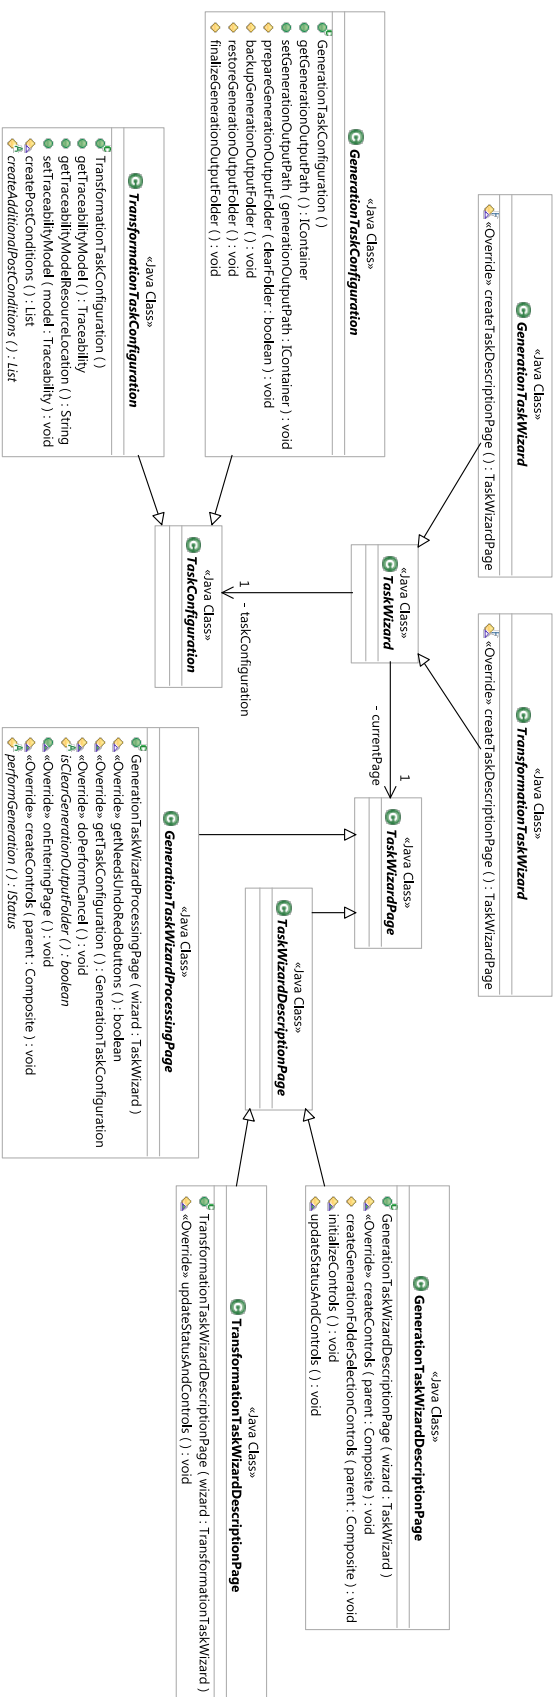 «Java Class»
GenerationTaskWizard
«Override» createTaskDescriptionPage ( ) : TaskWizardPage
«Java Class»
TransformationTaskWizard
«Override» createTaskDescriptionPage ( ) : TaskWizardPage
«Java Class»
GenerationTaskConfiguration
GenerationTaskConfiguration ( )
getGenerationOutputPath ( ) : IContainer
setGenerationOutputPath ( generationOutputPath : IContainer ) : void
prepareGenerationOutputFolder ( clearFolder : boolean ) : void
backupGenerationOutputFolder ( ) : void
restoreGenerationOutputFolder ( ) : void
finalizeGenerationOutputFolder ( ) : void
«Java Class»
TaskWizard
- currentPage
1
«Java Class»
TaskWizardPage
«Java Class»
TransformationTaskConfiguration
TransformationTaskConfiguration ( )
getTraceabilityModel ( ) : Traceability
getTraceabilityModelResourceLocation ( ) : String
setTraceabilityModel ( model : Traceability ) : void
createPostConditions ( ) : List
createAdditionalPostConditions ( ) : List
1
- taskConfiguration
«Java Class»
TaskConfiguration
«Java Class»
TaskWizardDescriptionPage
«Java Class»
GenerationTaskWizardProcessingPage
GenerationTaskWizardProcessingPage ( wizard : TaskWizard )
«Override» getNeedsUndoRedoButtons ( ) : boolean
«Override» getTaskConfiguration ( ) : GenerationTaskConfiguration
«Override» doPerformCancel ( ) : void
isClearGenerationOutputFolder ( ) : boolean
«Override» onEnteringPage ( ) : void
«Override» createControls ( parent : Composite ) : void
performGeneration ( ) : IStatus
«Java Class»
GenerationTaskWizardDescriptionPage
GenerationTaskWizardDescriptionPage ( wizard : TaskWizard )
«Override» createControls ( parent : Composite ) : void
createGenerationFolderSelectionControls ( parent : Composite ) : void
initializeControls ( ) : void
updateStatusAndControls ( ) : void
«Java Class»
TransformationTaskWizardDescriptionPage
TransformationTaskWizardDescriptionPage ( wizard : TransformationTaskWizard )
«Override» updateStatusAndControls ( ) : void